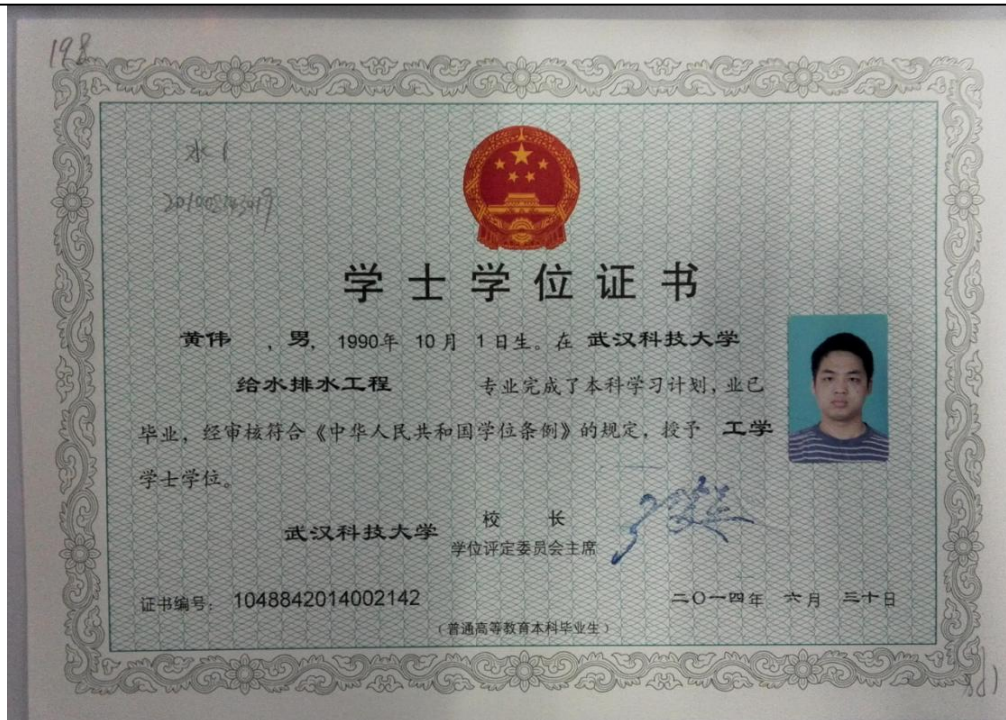 198
水1
学士学位证书
黄伟，男，1990年 10月 1日生。在 武汉科技大学
给水排水工程 专业完成了本科学习计划，业已
毕业，经审核符合《中华人民共和国学位条例》的规定，授予 工学
学士学位。
武汉科技大学 校长
学位评定委员会主席
证书编号：1048842014002142 二〇一四年 六月 三十日
（普通高等教育本科毕业生）